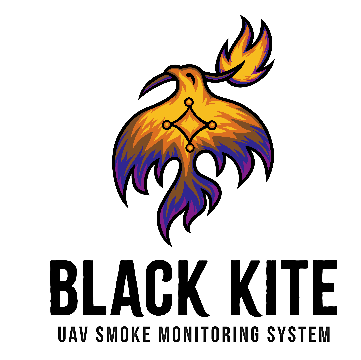 BLACK KITE
UAV SMOKE MONITORING SYSTEM